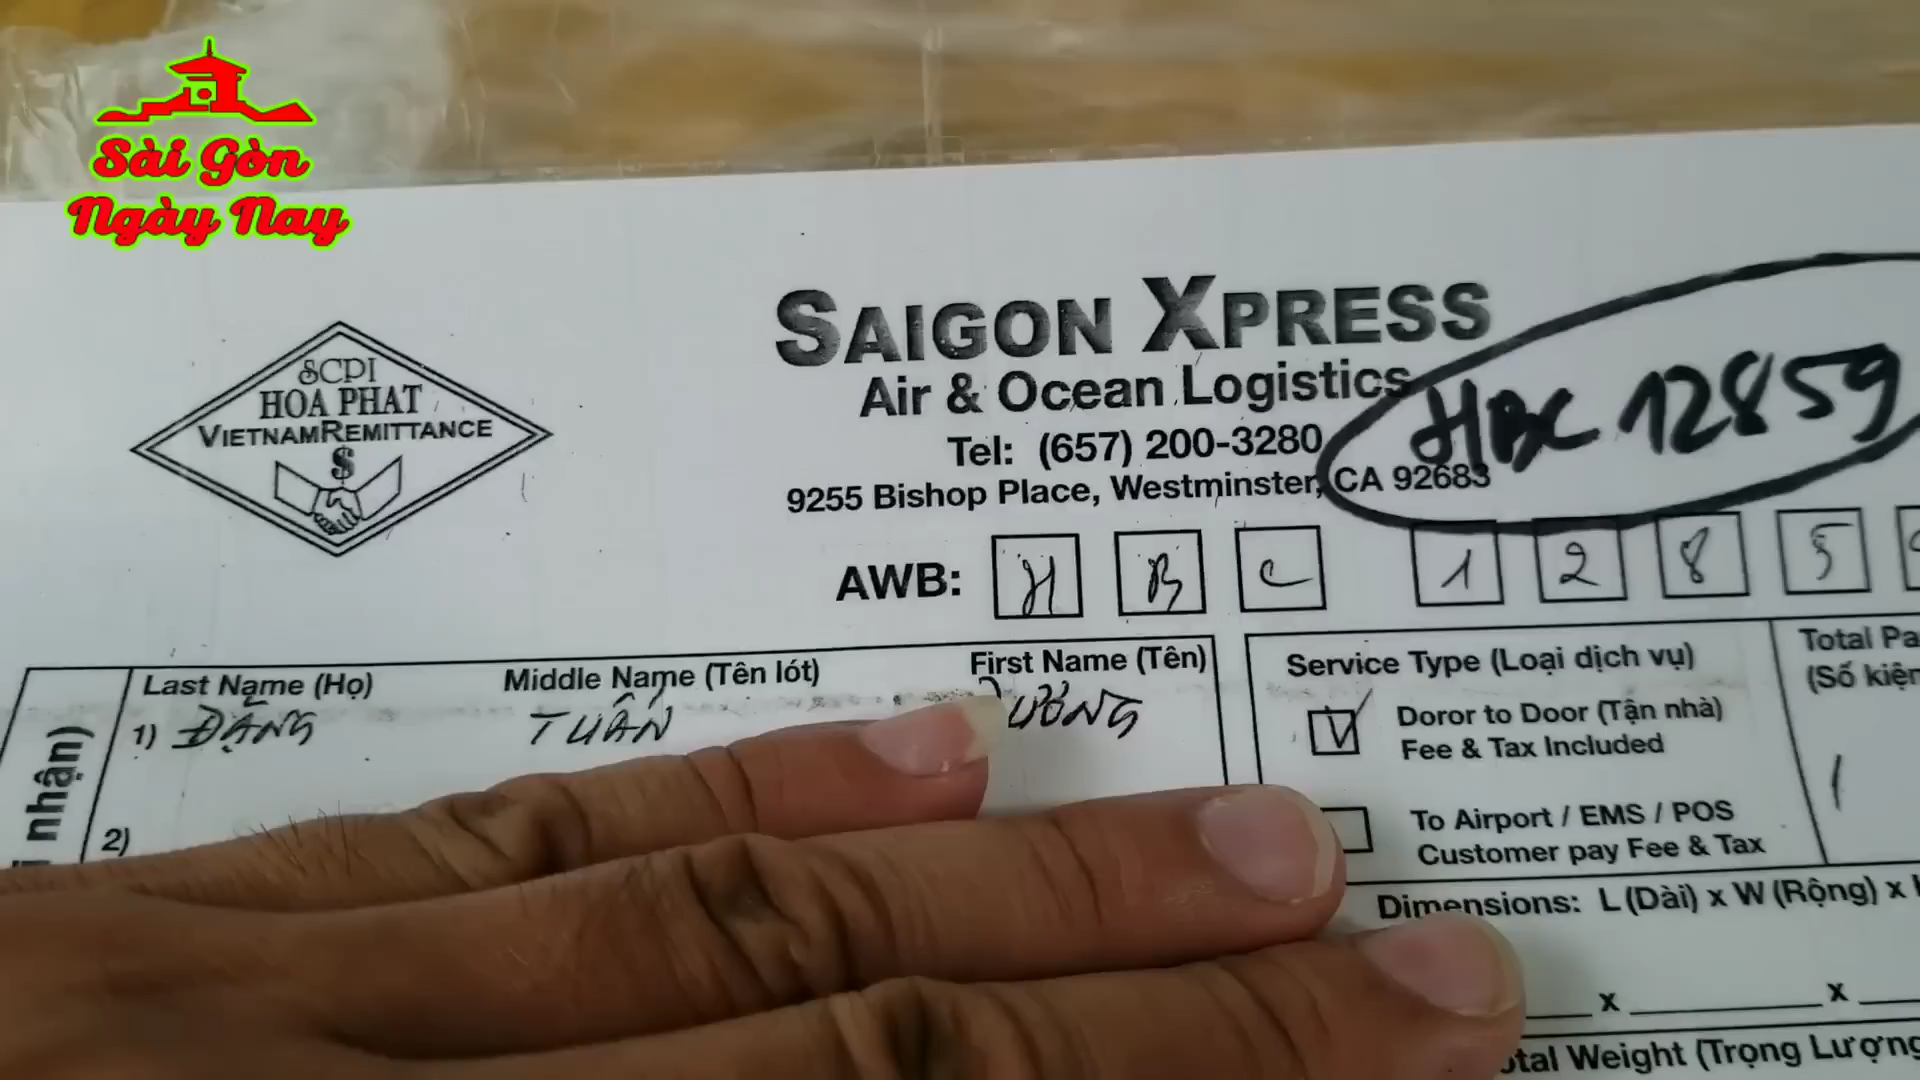 Sài Gòn
Ngày Nay
SCPI
HOA PHAT
VIETNAMREMITTANCE
$
SAIGON XPRESS
Air & Ocean Logistics
Tel: (657) 200-3280
9255 Bishop Place, Westminster, CA 92683
HBC 12859
AWB: H B C 1 2 8 5
Last Name (Họ) Middle Name (Tên lót) First Name (Tên)
1) ĐẶNG TUẤN
2)
nhận)
Service Type (Loại dịch vụ)
Doror to Door (Tận nhà)
Fee & Tax Included
To Airport / EMS / POS
Customer pay Fee & Tax
Total
(Số kiện
1
Dimensions: L (Dài) x W (Rộng) x
x x
Weight (Trọng Lượng